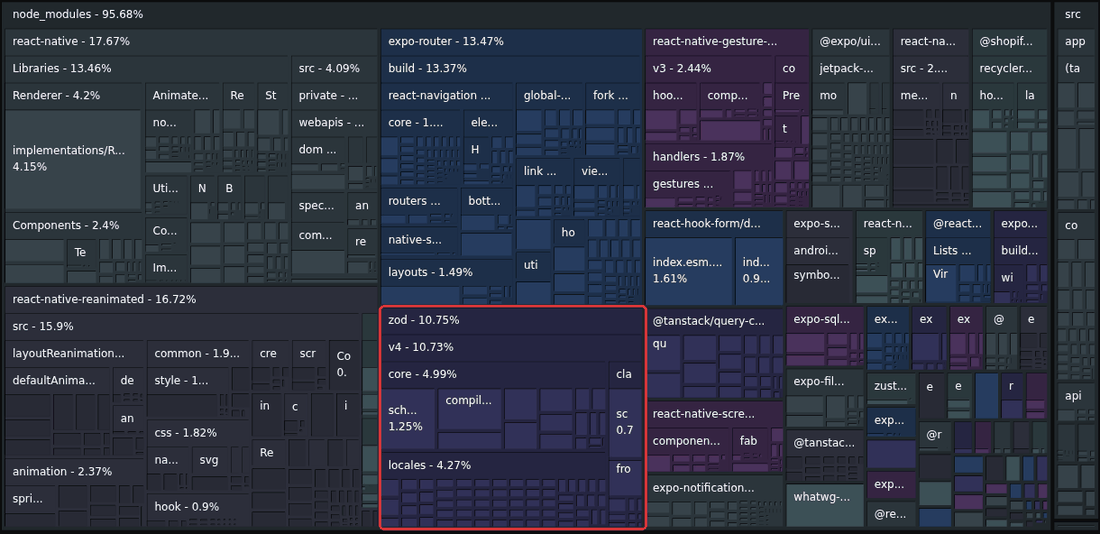 node_modules - 95.68%
src
react-native - 17.67%
expo-router - 13.47%
react-native-gesture-...
@expo/ui...
react-na...
@shopif...
app
Libraries - 13.46%
src - 4.09%
build - 13.37%
v3 - 2.44%
co
jetpack-...
src - 2....
recycler...
(ta
Renderer - 4.2%
Animate...
Re
St
private - ...
react-navigation ...
global-...
fork ...
hoo...
comp...
Pre
mo
me...
n
ho...
la
implementations/R...
4.15%
no...
webapis - ...
core - 1....
ele...
t
dom ...
H
handlers - 1.87%
Uti...
N
B
link ...
vie...
gestures ...
spec...
an
routers ...
bott...
Components - 2.4%
Co...
com...
re
native-s...
ho
react-hook-form/d...
expo-s...
react-n...
@react...
expo...
co
Te
Im...
layouts - 1.49%
uti
index.esm....
1.61%
ind...
0.9...
androi...
symbo...
sp
Lists ...
Vir
build...
wi
react-native-reanimated - 16.72%
zod - 10.75%
@tanstack/query-c...
expo-sql...
ex...
ex
ex
@
e
src - 15.9%
v4 - 10.73%
qu
layoutReanimation...
common - 1.9...
cre
scr
Co
0.
core - 4.99%
cla
defaultAnima...
de
style - 1...
expo-fil...
zust...
e
e
r
api
an
in
c
i
sch...
1.25%
compil...
sc
0.7
react-native-scre...
exp...
css - 1.82%
componen...
fab
@tanstac...
@r
na...
svg
Re
animation - 2.37%
locales - 4.27%
fro
expo-notification...
whatwg-...
exp...
spri...
hook - 0.9%
@re...